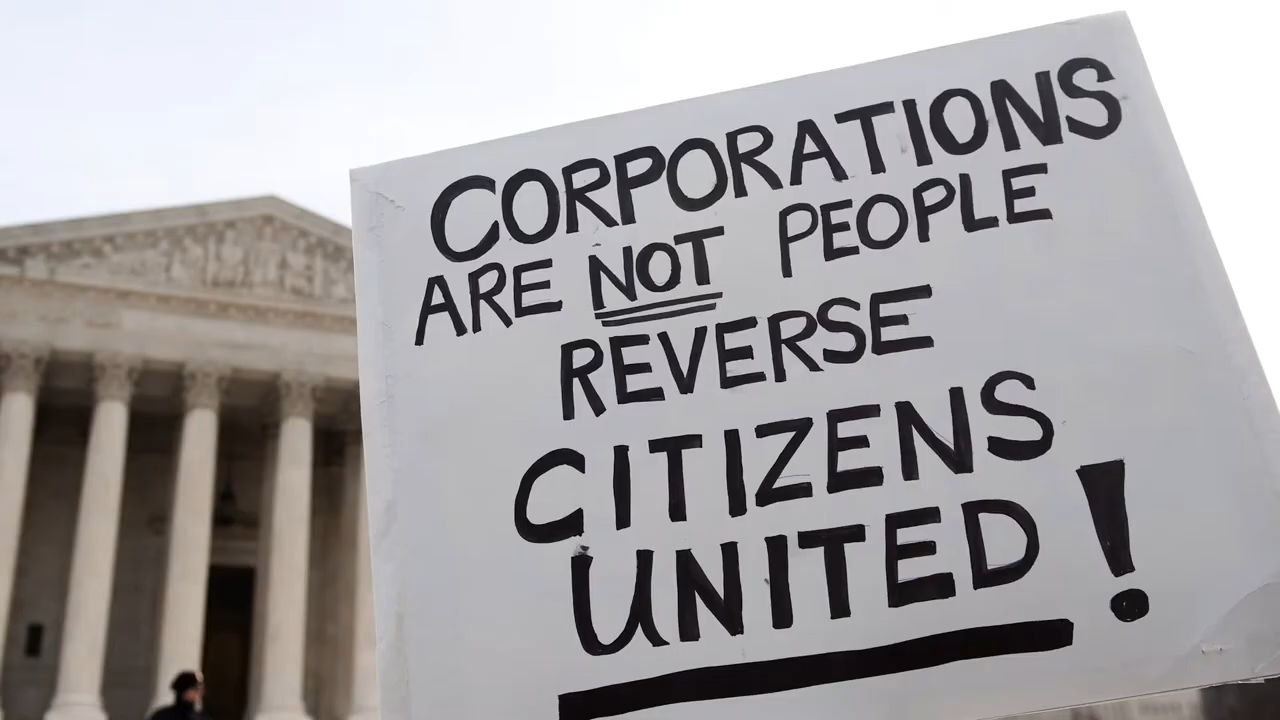 CORPORATIONS
ARE NOT PEOPLE
REVERSE
CITIZENS
UNITED!